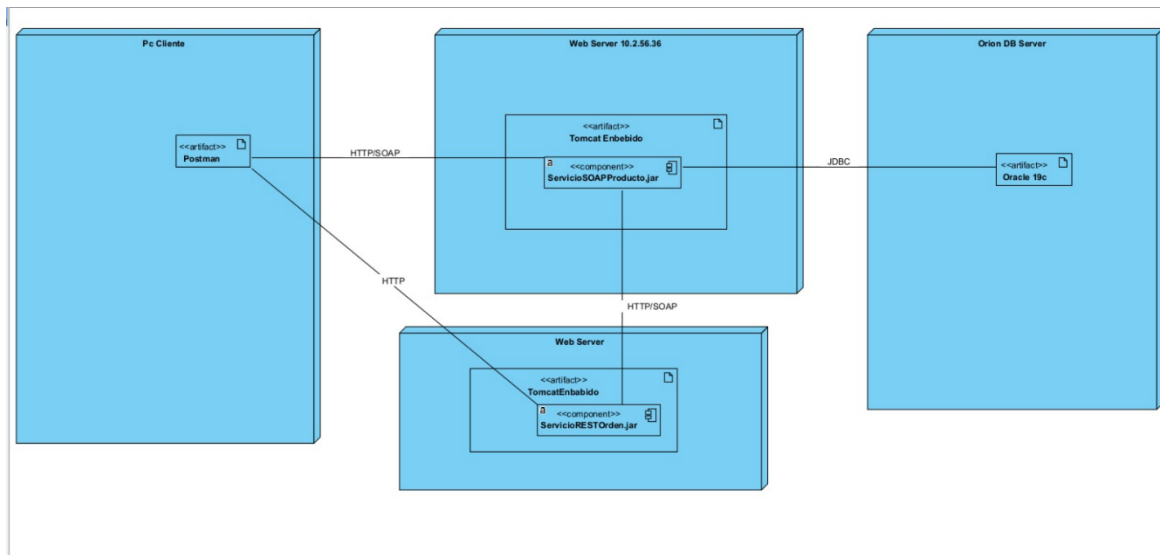 Pc Cliente
<<artifact>>
Postman
HTTP/SOAP
HTTP
Web Server 10.2.56.36
<<artifact>>
Tomcat Enbebido
a
<<component>>
ServicioSOAPProducto.jar
JDBC
HTTP/SOAP
Orion DB Server
<<artifact>>
Oracle 19c
Web Server
<<artifact>>
TomcatEnbabido
a
<<component>>
ServicioRESTOrden.jar